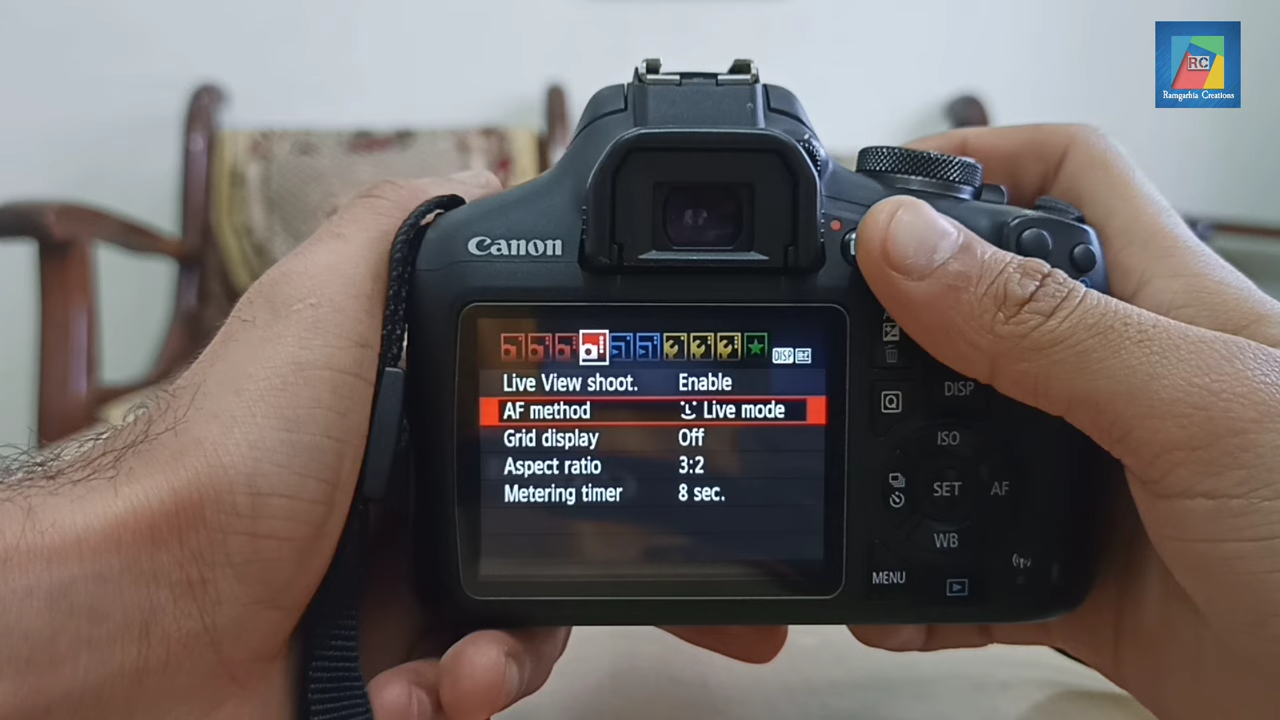 RC
Ramgarhia Creations
Canon
DISP
Live View shoot. Enable
AF method Live mode
Grid display Off
Aspect ratio 3:2
Metering timer 8 sec.
Q
DISP
ISO
SET
AF
WB
MENU